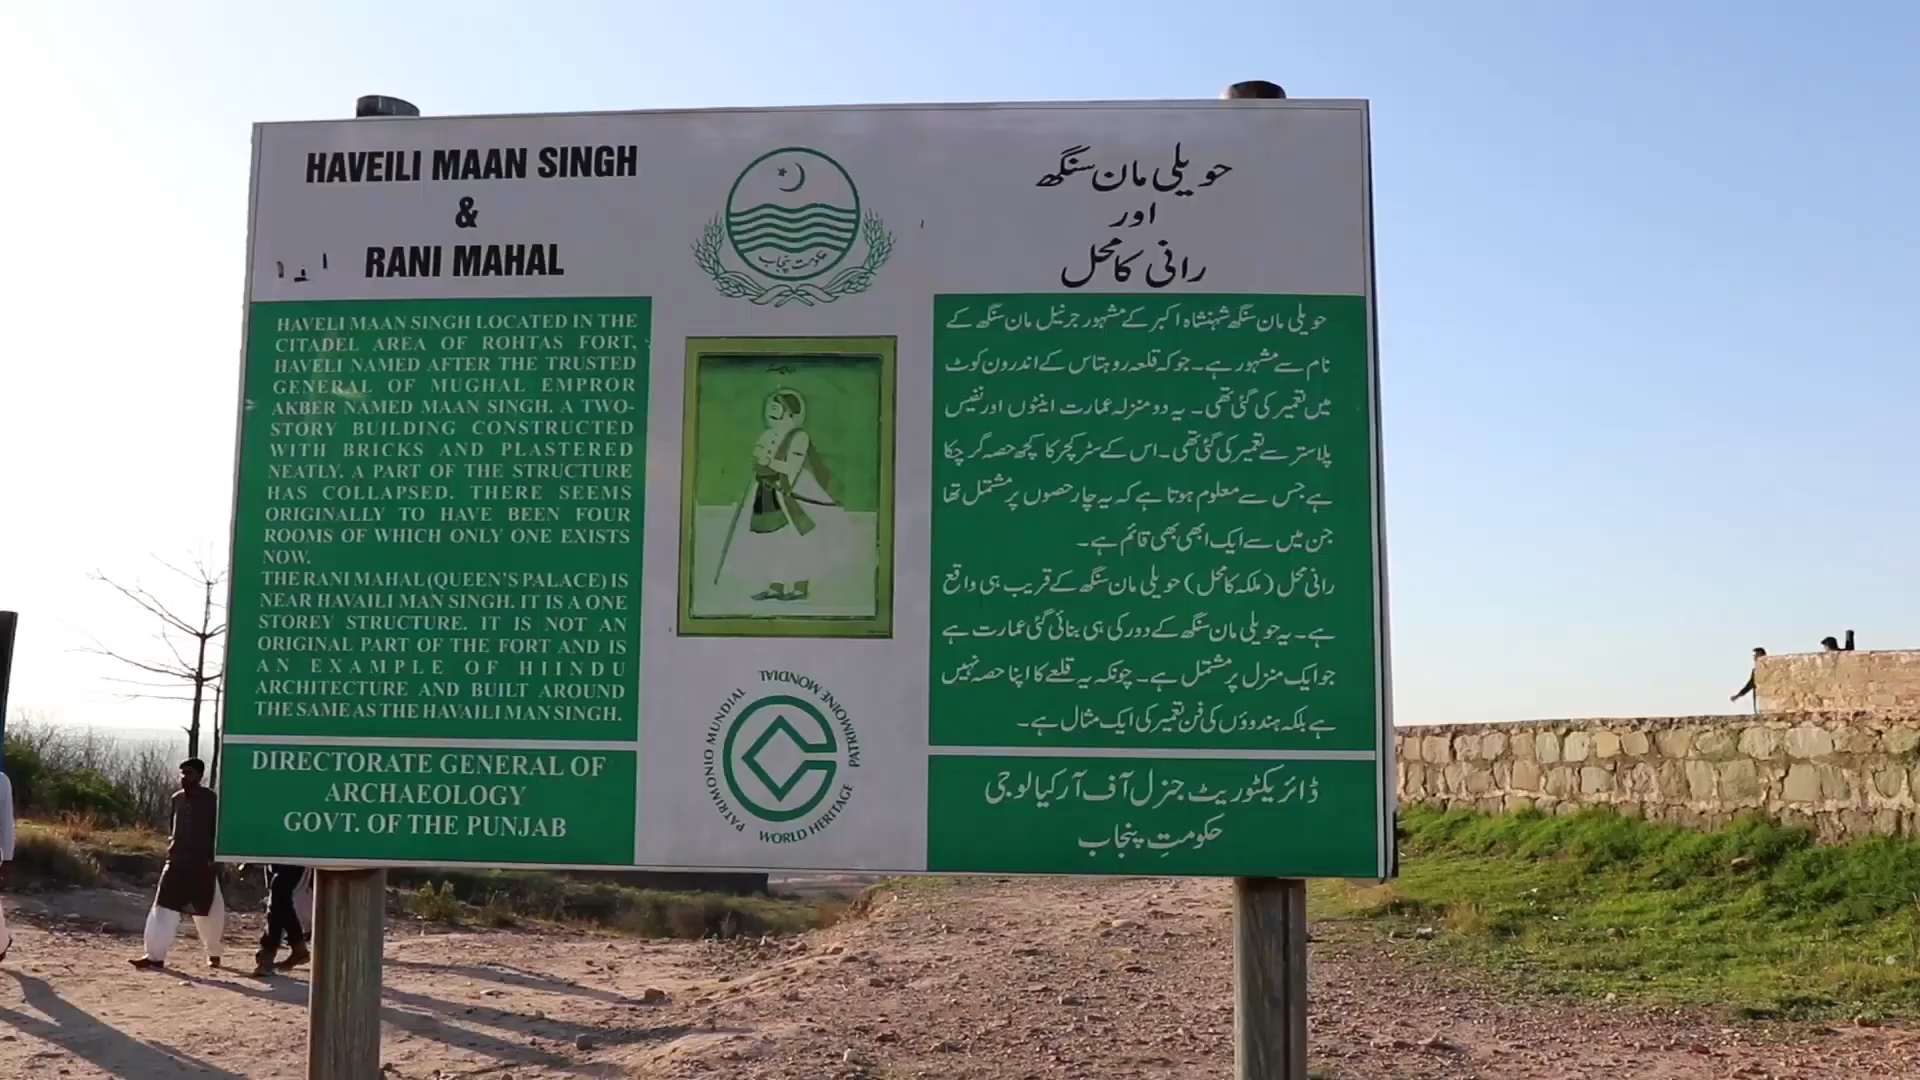 HAVEILI MAAN SINGH
&
RANI MAHAL
HAVELI MAAN SINGH LOCATED IN THE
CITADEL AREA OF ROHTAS FORT.
HAVELI NAMED AFTER THE TRUSTED
GENERAL OF MUGHAL EMPROR
AKBER NAMED MAAN SINGH. A TWO-
STORY BUILDING CONSTRUCTED
WITH BRICKS AND PLASTERED
NEATLY. A PART OF THE STRUCTURE
HAS COLLAPSED. THERE SEEMS
ORIGINALLY TO HAVE BEEN FOUR
ROOMS OF WHICH ONLY ONE EXISTS
NOW.
THE RANI MAHAL (QUEEN'S PALACE) IS
NEAR HAVAILI MAN SINGH. IT IS A ONE
STOREY STRUCTURE. IT IS NOT AN
ORIGINAL PART OF THE FORT AND IS
AN EXAMPLE OF HIINDU
ARCHITECTURE AND BUILT AROUND
THE SAME AS THE HAVAILI MAN SINGH.
DIRECTORATE GENERAL OF
ARCHAEOLOGY
GOVT. OF THE PUNJAB
حکومت پنجاب
PATRIMONIO MUNDIAL
PATRIMOINE MONDIAL
WORLD HERITAGE
حویلی مان سنگھ
اور
رانی کا محل
حویلی مان سنگھ شہنشاہ اکبر کے مشہور جرنیل مان سنگھ کے
نام سے مشہور ہے۔ جو کہ قلعہ روہتاس کے اندرون کوٹ
میں تعمیر کی گئی تھی۔ یہ دو منزلہ عمارت اینٹوں اور نفیس
پلاستر سے تعمیر کی گئی تھی۔ اس کے سٹرکچر کا کچھ حصہ گر چکا
ہے جس سے معلوم ہوتا ہے کہ یہ چار حصوں پر مشتمل تھا
جن میں سے ایک ابھی بھی قائم ہے۔
رانی محل (ملکہ کا محل) حویلی مان سنگھ کے قریب ہی واقع
ہے۔ یہ حویلی مان سنگھ کے دور کی ہی بنائی گئی عمارت ہے
جو ایک منزل پر مشتمل ہے۔ چونکہ یہ قلعے کا اپنا حصہ نہیں
ہے بلکہ ہندوؤں کی فن تعمیر کی ایک مثال ہے۔
ڈائریکٹوریٹ جنرل آف آرکیالوجی
حکومتِ پنجاب